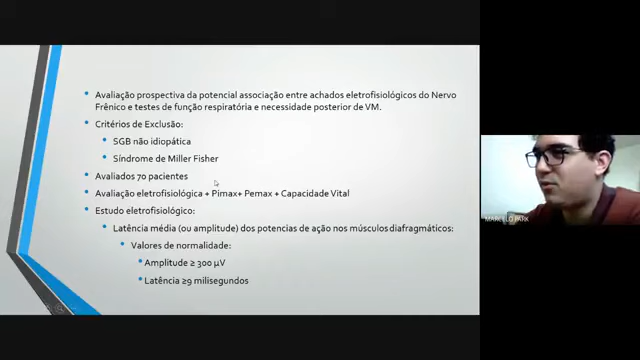 Avaliação prospectiva da potencial associação entre achados eletrofisiológicos do Nervo
Frênico e testes de função respiratória e necessidade posterior de VM.
Critérios de Exclusão:
SGB não idiopática
Síndrome de Miller Fisher
Avaliados 70 pacientes
Avaliação eletrofisiológica + Pimax+ Pemax + Capacidade Vital
Estudo eletrofisiológico:
Latência média (ou amplitude) dos potencias de ação nos músculos diafragmáticos:
Valores de normalidade:
Amplitude ≥ 300 µV
Latência ≥9 milisegundos
MARCELO PARK